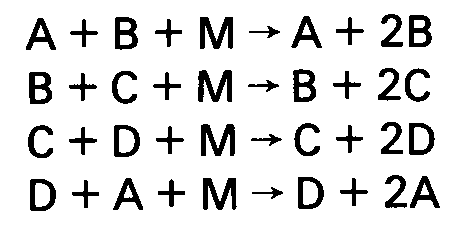 A + B + M → A + 2B
B + C + M → B + 2C
C + D + M → C + 2D
D + A + M → D + 2A